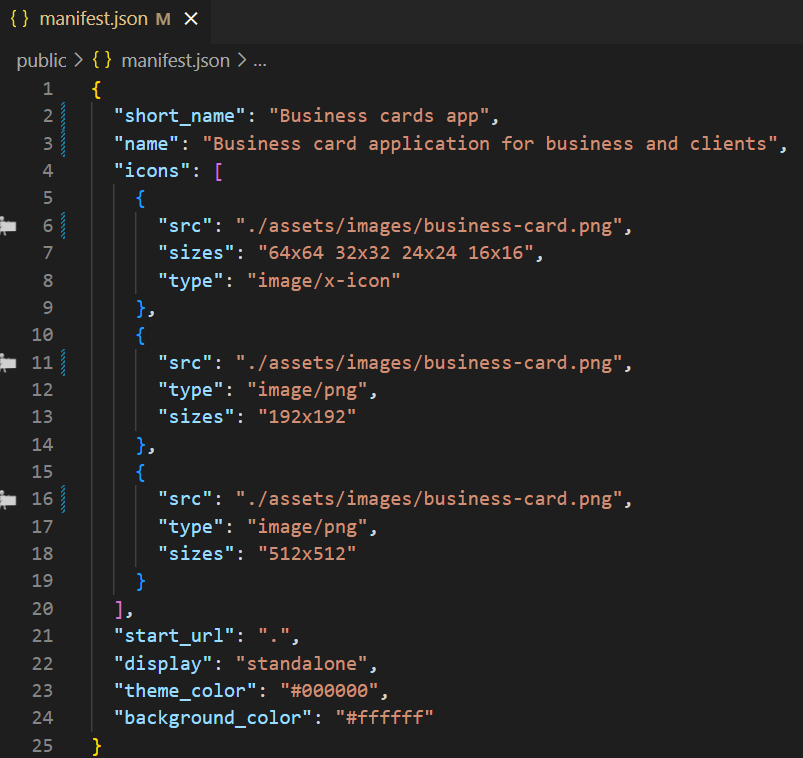 { } manifest.json M ×
public > { } manifest.json > ...
1 {
2 "short_name": "Business cards app",
3 "name": "Business card application for business and clients",
4 "icons": [
5 {
6 "src": "./assets/images/business-card.png",
7 "sizes": "64x64 32x32 24x24 16x16",
8 "type": "image/x-icon"
9 },
10 {
11 "src": "./assets/images/business-card.png",
12 "type": "image/png",
13 "sizes": "192x192"
14 },
15 {
16 "src": "./assets/images/business-card.png",
17 "type": "image/png",
18 "sizes": "512x512"
19 }
20 ],
21 "start_url": ".",
22 "display": "standalone",
23 "theme_color": "#000000",
24 "background_color": "#ffffff"
25 }